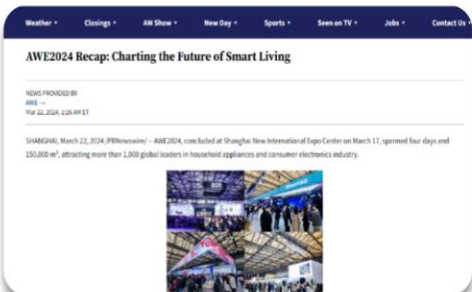 Weather Closings AM Show New Day Sports Seen on TV Jobs Contact Us
AWE2024 Recap: Charting the Future of Smart Living
NEWS PROVIDED BY
AWE →
Mar 22, 2024, 1:26 AM ET
SHANGHAI, March 22, 2024 /PRNewswire/ -- AWE2024, concluded at Shanghai New International Expo Center on March 17, spanned four days and
150,000 m², attracting more than 1,000 global leaders in household appliances and consumer electronics industry.